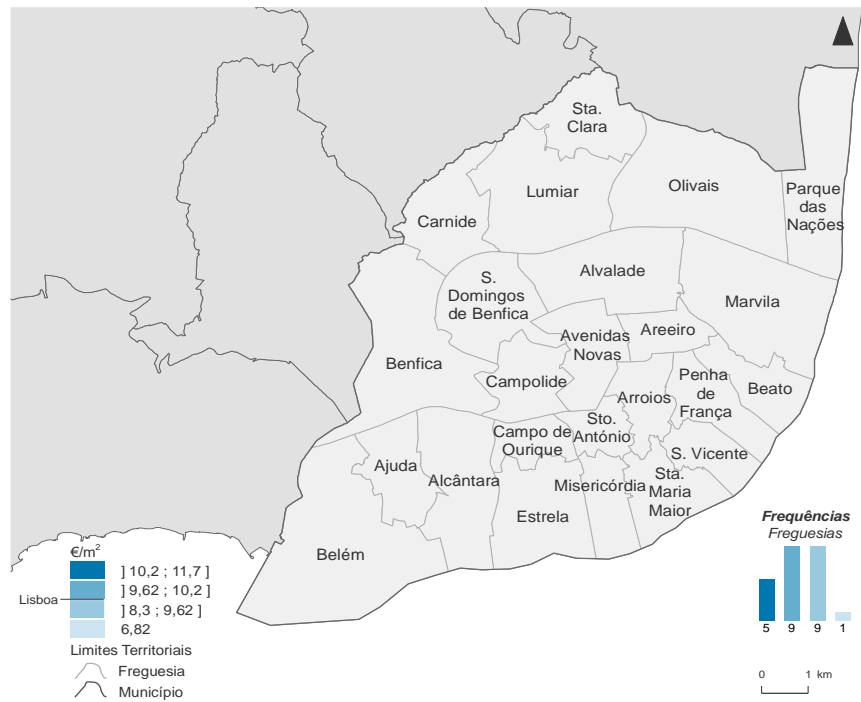 Sta.
Clara
Lumiar
Olivais
Parque
das
Nações
Carnide
Alvalade
S.
Domingos
de Benfica
Marvila
Avenidas
Novas
Areeiro
Benfica
Campolide
Penha
de
França
Beato
Arroios
Sto.
António
Campo de
Ourique
S. Vicente
Ajuda
Alcântara
Misericórdia
Sta.
Maria
Maior
Estrela
Belém
€/m²
] 10,2 ; 11,7 ]
] 9,62 ; 10,2 ]
Lisboa
] 8,3 ; 9,62 ]
6,82
Limites Territoriais
Freguesia
Município
Frequências
Freguesias
5 9 9 1
0 1 km